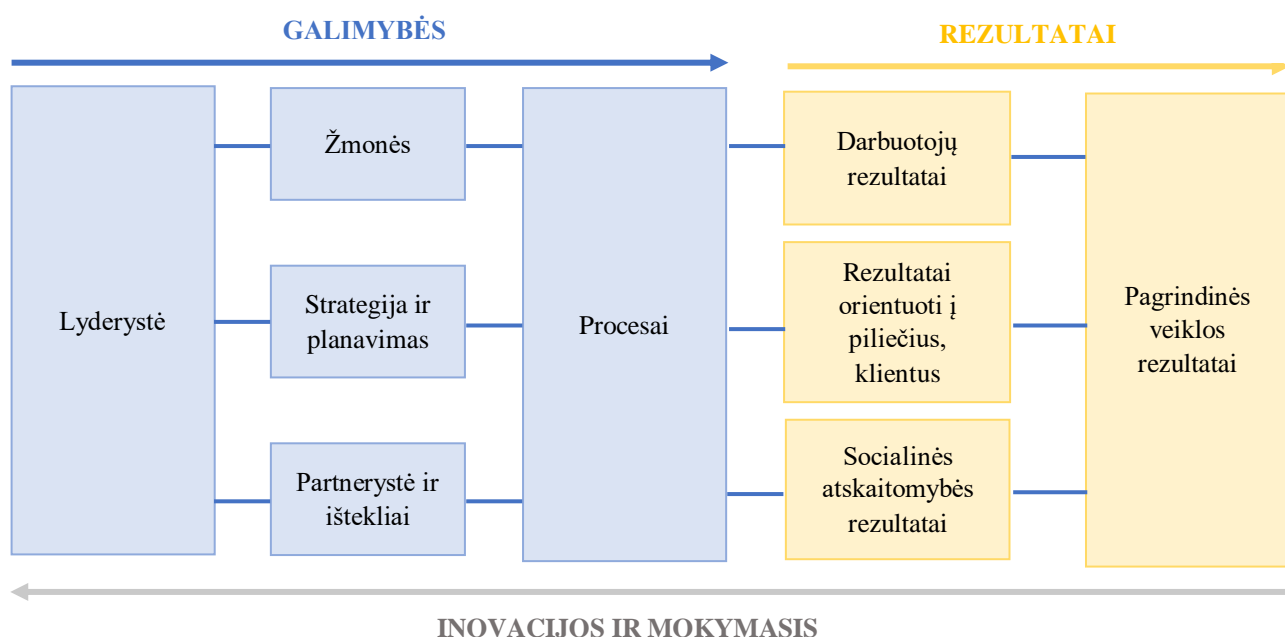 GALIMYBĖS
REZULTATAI
Lyderystė
Žmonės
Strategija ir
planavimas
Partnerystė ir
ištekliai
Procesai
Darbuotojų
rezultatai
Rezultatai
orientuoti į
piliečius,
klientus
Socialinės
atskaitomybės
rezultatai
Pagrindinės
veiklos
rezultatai
INOVACIJOS IR MOKYMASIS